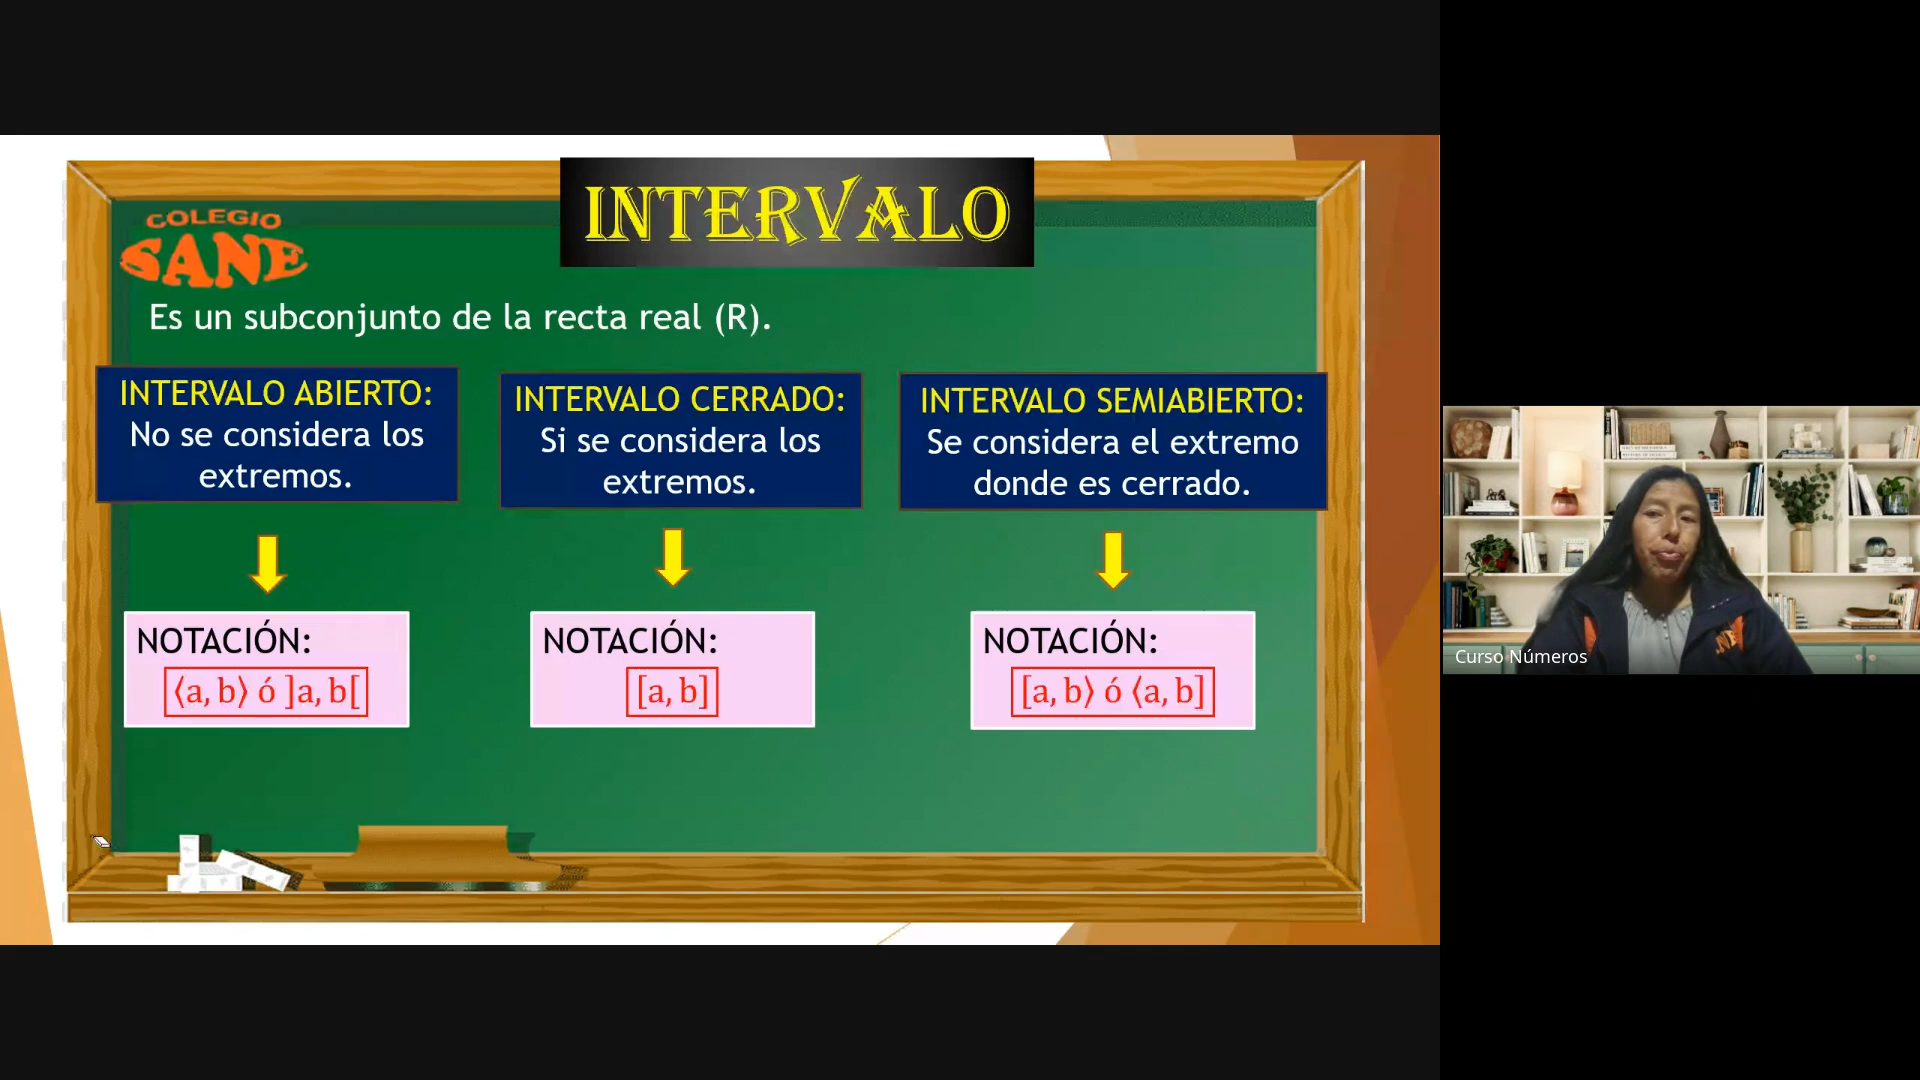 INTERVALO
COLEGIO
SANE
Es un subconjunto de la recta real (R).
INTERVALO ABIERTO:
No se considera los
extremos.
INTERVALO CERRADO:
Si se considera los
extremos.
INTERVALO SEMIABIERTO:
Se considera el extremo
donde es cerrado.
NOTACIÓN:
⟨a, b⟩ ó ]a, b[
NOTACIÓN:
[a, b]
NOTACIÓN:
[a, b⟩ ó ⟨a, b]
Curso Números